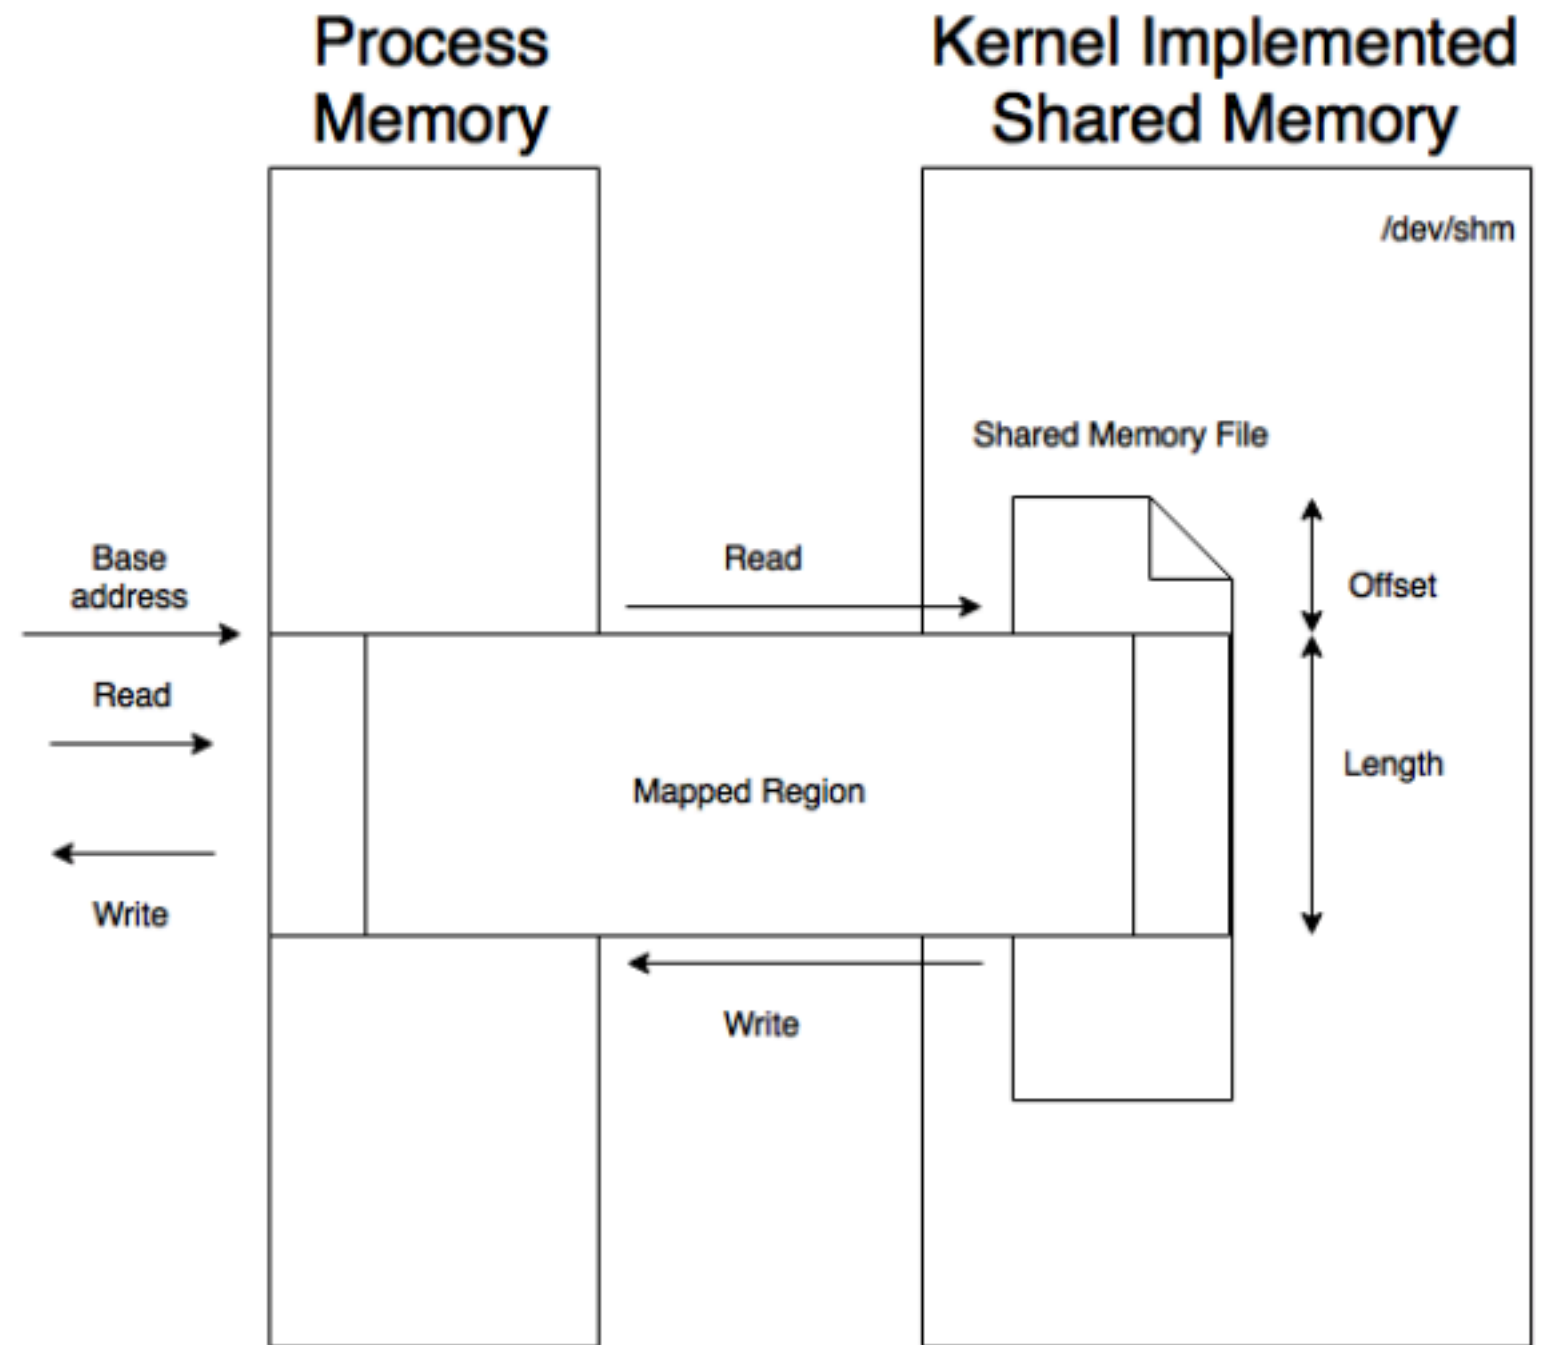 Process
Memory
Kernel Implemented
Shared Memory
/dev/shm
Shared Memory File
Base
address
Read
Offset
Read
Length
Mapped Region
Write
Write